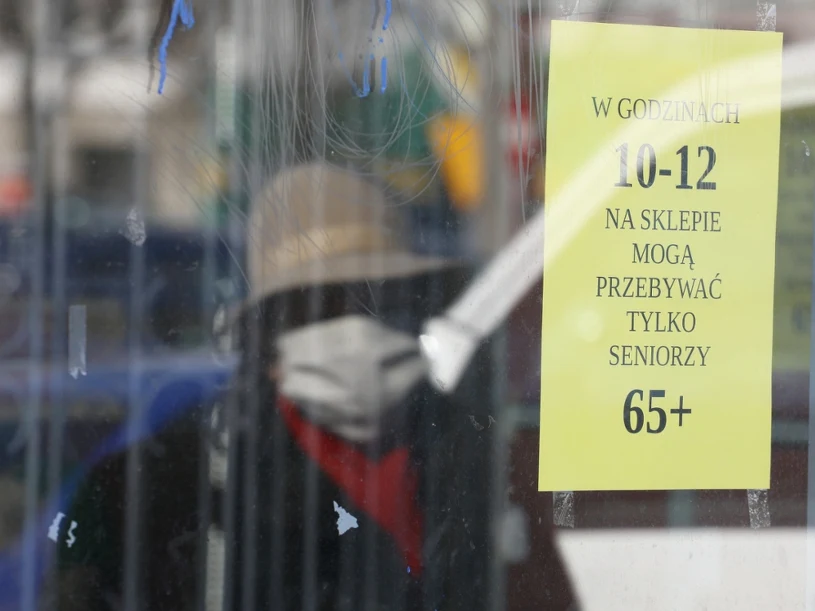 W GODZINACH
10-12
NA SKLEPIE
MOGĄ
PRZEBYWAĆ
TYLKO
SENIORZY
65+